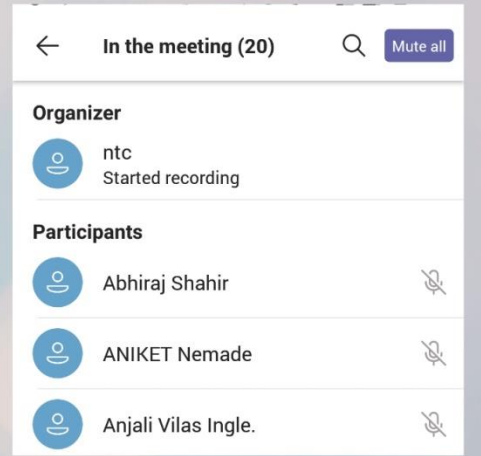 In the meeting (20)
Mute all
Organizer
ntc
Started recording
Participants
Abhiraj Shahir
ANIKET Nemade
Anjali Vilas Ingle.